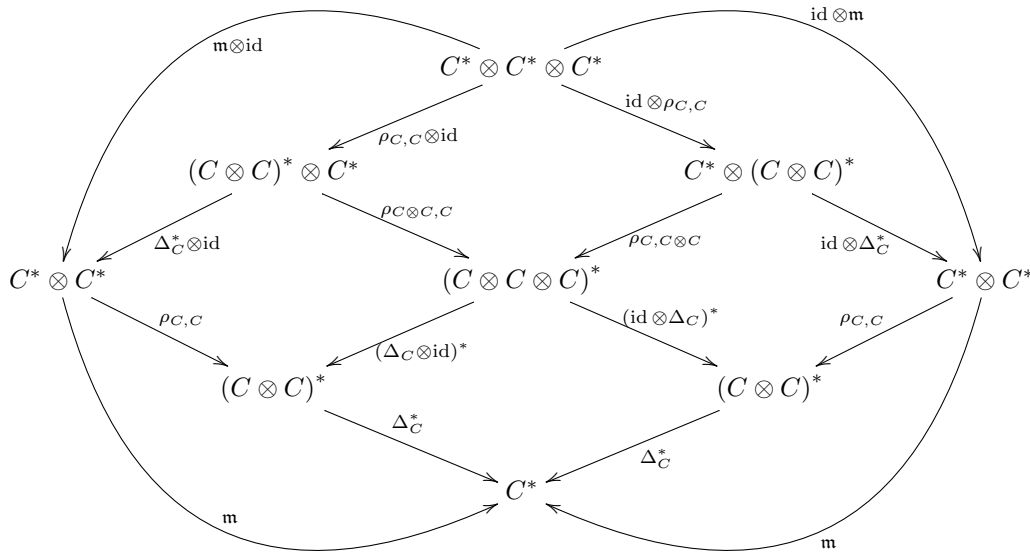 𝔪⊗id
id ⊗𝔪
C* ⊗ C* ⊗ C*
ρ_{C,C}⊗id
id ⊗ρ_{C,C}
(C ⊗ C)* ⊗ C*
C* ⊗ (C ⊗ C)*
Δ*_C⊗id
ρ_{C⊗C,C}
ρ_{C,C⊗C}
id ⊗Δ*_C
C* ⊗ C*
(C ⊗ C ⊗ C)*
C* ⊗ C*
ρ_{C,C}
(Δ_C⊗id)*
(id ⊗Δ_C)*
ρ_{C,C}
(C ⊗ C)*
(C ⊗ C)*
Δ*_C
Δ*_C
C*
𝔪
𝔪